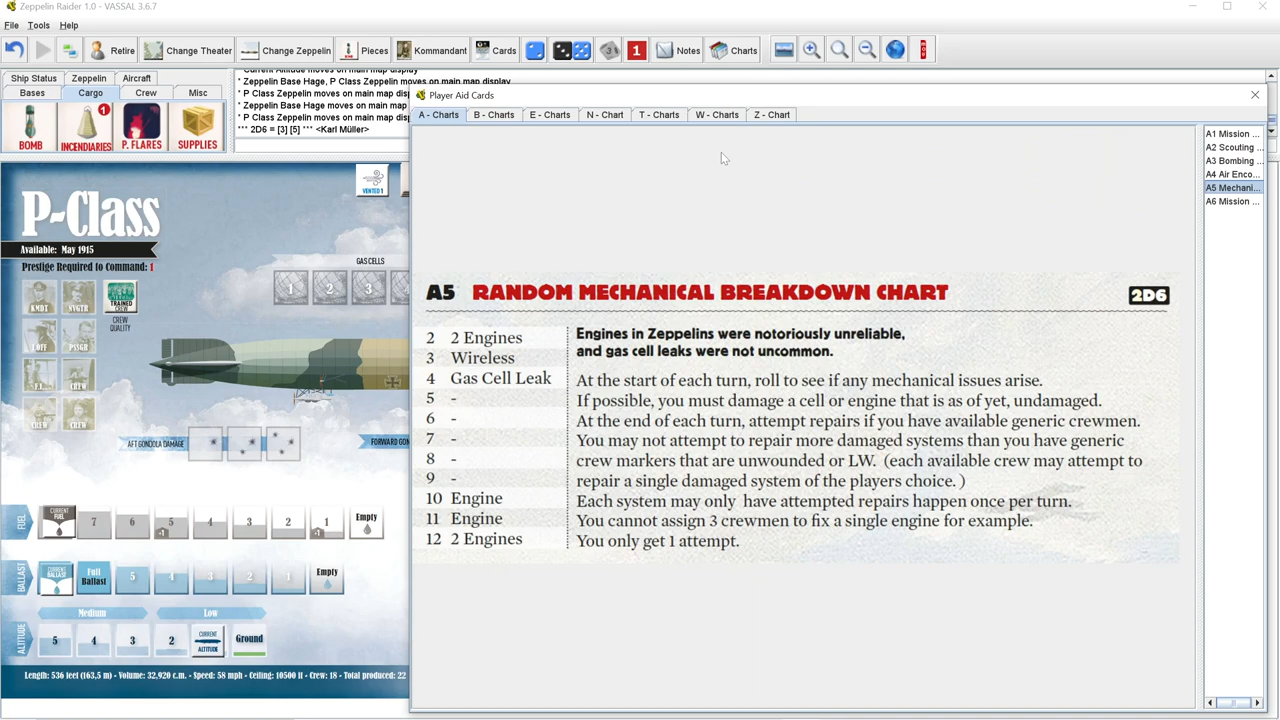 Zeppelin Raider 1.0 - VASSAL 3.6.7
File Tools Help
Retire Change Theater Change Zeppelin Pieces Kommandant Cards 31 1 Notes Charts
Ship Status Zeppelin Aircraft
Bases Cargo Crew Misc
BOMB INCENDIARIES 1 P. FLARES SUPPLIES
* Zeppelin Base Hage, P Class Zeppelin moves on main map display
* P Class Zeppelin moves on main map
* Zeppelin Base Hage moves on main map
* P Class Zeppelin moves on main map
*** 2D6 = [3] [5] *** <Karl Müller>
Player Aid Cards
A - Charts B - Charts E - Charts N - Chart T - Charts W - Charts Z - Chart
A1 Mission ...
A2 Scouting ...
A3 Bombing ...
A4 Air Enco...
A5 Mechani...
A6 Mission ...
A5 RANDOM MECHANICAL BREAKDOWN CHART 2D6
2 2 Engines
3 Wireless
4 Gas Cell Leak
5 -
6 -
7 -
8 -
9 -
10 Engine
11 Engine
12 2 Engines
Engines in Zeppelins were notoriously unreliable,
and gas cell leaks were not uncommon.
At the start of each turn, roll to see if any mechanical issues arise.
If possible, you must damage a cell or engine that is as of yet, undamaged.
At the end of each turn, attempt repairs if you have available generic crewmen.
You may not attempt to repair more damaged systems than you have generic
crew markers that are unwounded or LW. (each available crew may attempt to
repair a single damaged system of the players choice. )
Each system may only have attempted repairs happen once per turn.
You cannot assign 3 crewmen to fix a single engine for example.
You only get 1 attempt.
VENTED 1
P-Class
Available: May 1915
Prestige Required to Command: 1
GAS CELLS
1 2 3
KMDT NVGTR TRAINED CREW
CREW
QUALITY
1.OFF PSSGR
F.I. CREW
CREW CREW
AFT GONDOLA DAMAGE
FORWARD GON
FUEL CURRENT FUEL 7 6 5 -1 4 3 2 1 -1 Empty
BALLAST CURRENT BALLAST Full Ballast 5 4 3 2 1 Empty
Medium Low
ALTITUDE 5 4 3 2 CURRENT ALTITUDE Ground
Length: 536 feet (163,5 m) - Volume: 32,920 c.m. - Speed: 58 mph - Ceiling: 10500 ft - Crew: 18 - Total produced: 22